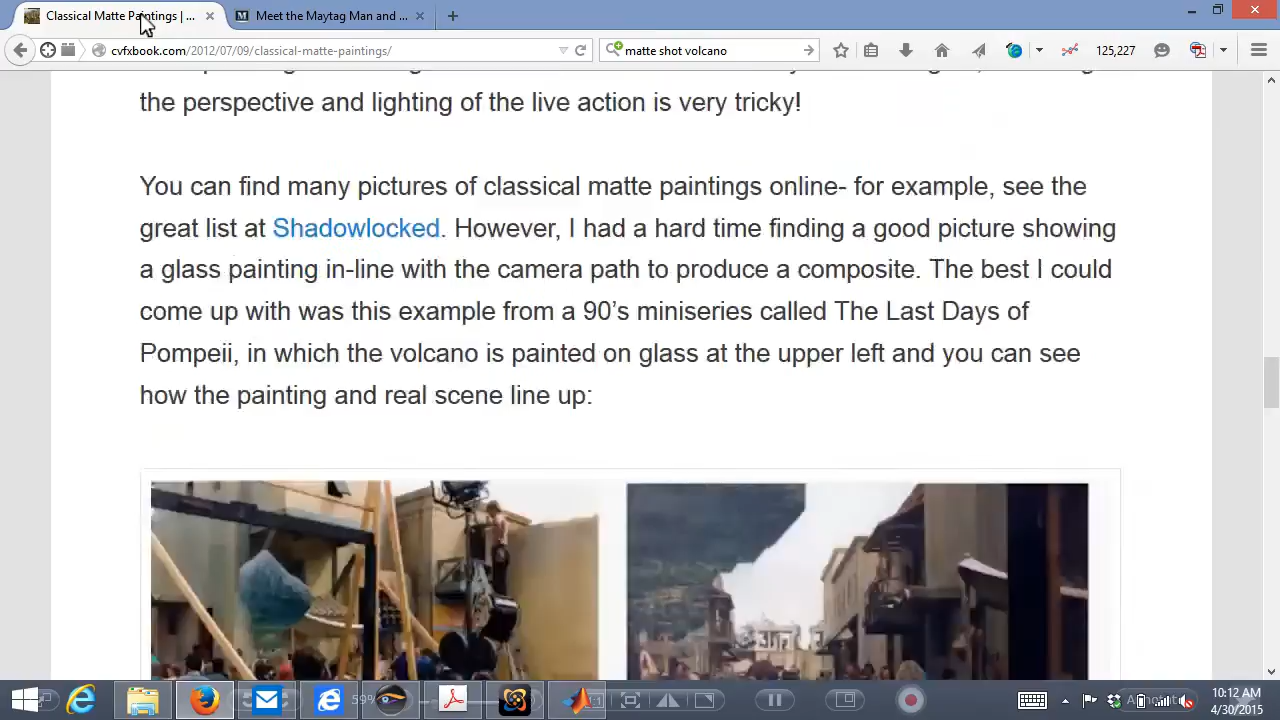 Classical Matte Paintings | ...
Meet the Maytag Man and ...
cvfxbook.com/2012/07/09/classical-matte-paintings/
matte shot volcano
125,227
the perspective and lighting of the live action is very tricky!
You can find many pictures of classical matte paintings online- for example, see the
great list at Shadowlocked. However, I had a hard time finding a good picture showing
a glass painting in-line with the camera path to produce a composite. The best I could
come up with was this example from a 90’s miniseries called The Last Days of
Pompeii, in which the volcano is painted on glass at the upper left and you can see
how the painting and real scene line up:
10:12 AM
4/30/2015